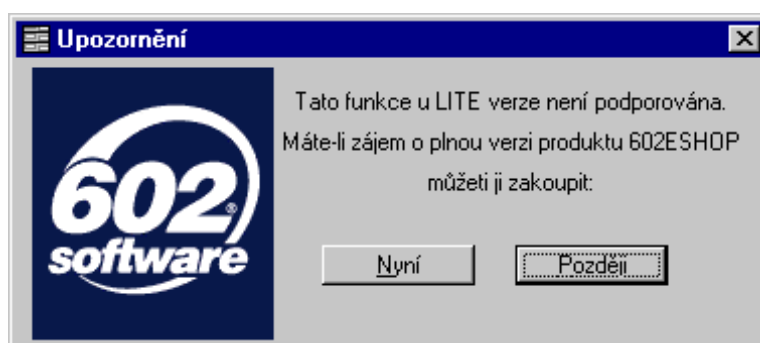 Upozornění
Tato funkce u LITE verze není podporována.
Máte-li zájem o plnou verzi produktu 602ESHOP
můžeti ji zakoupit:
602®
software
Nyní
Později